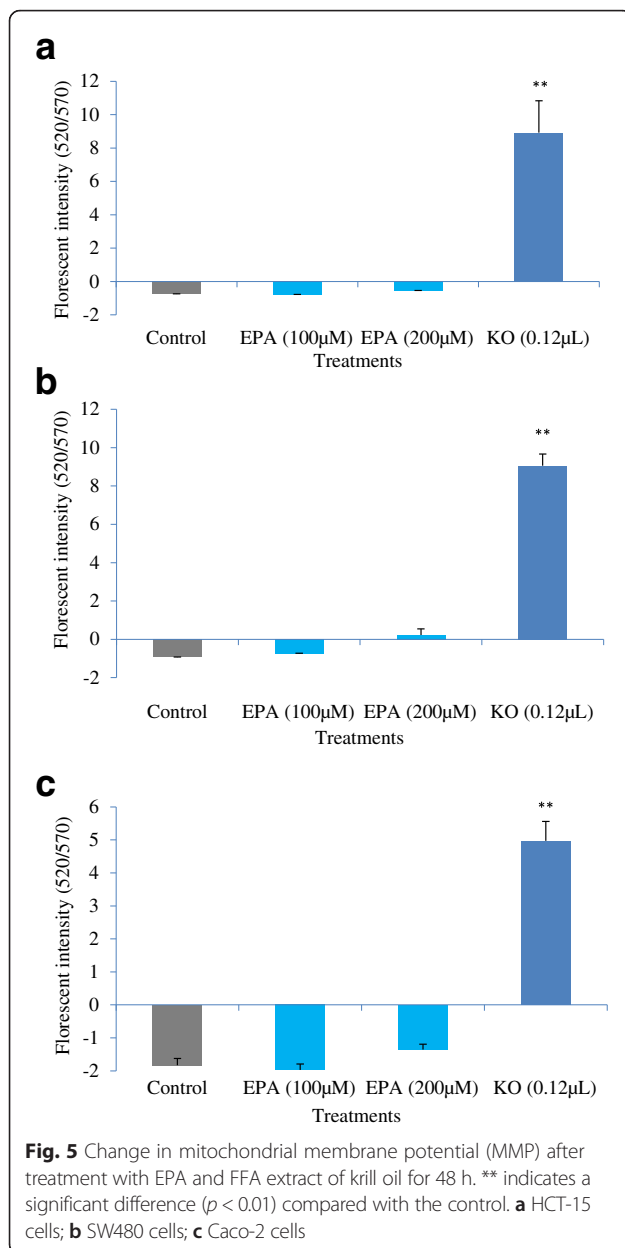 a
Florescent intensity (520/570)
12
10
8
6
4
2
0
-2
**
Control EPA (100µM) EPA (200µM) KO (0.12µL)
Treatments
b
Florescent intensity (520/570)
12
10
8
6
4
2
0
-2
**
Control EPA (100µM) EPA (200µM) KO (0.12µL)
Treatments
c
Florescent intensity (520/570)
6
5
4
3
2
1
0
-1
-2
**
Control EPA (100µM) EPA (200µM) KO (0.12µL)
Treatments
Fig. 5 Change in mitochondrial membrane potential (MMP) after
treatment with EPA and FFA extract of krill oil for 48 h. ** indicates a
significant difference (p < 0.01) compared with the control. a HCT-15
cells; b SW480 cells; c Caco-2 cells